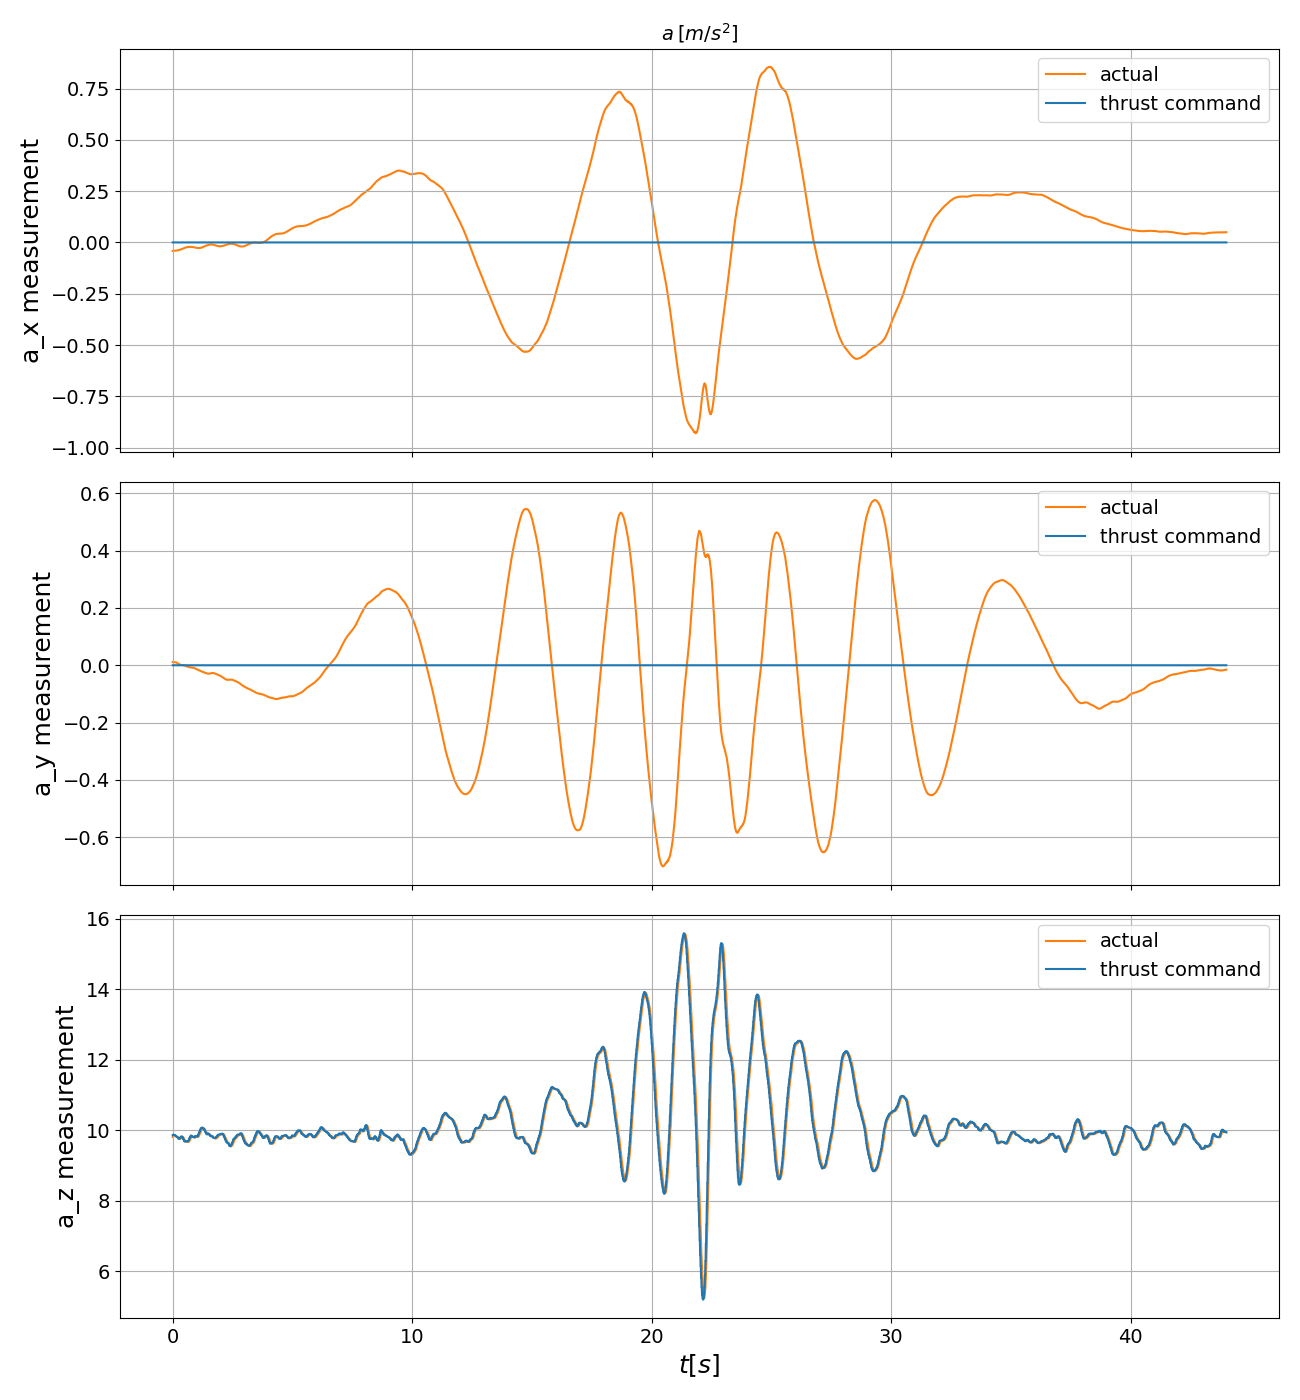 a [m/s²]
a_x measurement
0.75
0.50
0.25
0.00
−0.25
−0.50
−0.75
−1.00
actual
thrust command
a_y measurement
0.6
0.4
0.2
0.0
−0.2
−0.4
−0.6
actual
thrust command
a_z measurement
16
14
12
10
8
6
actual
thrust command
0 10 20 30 40
t[s]